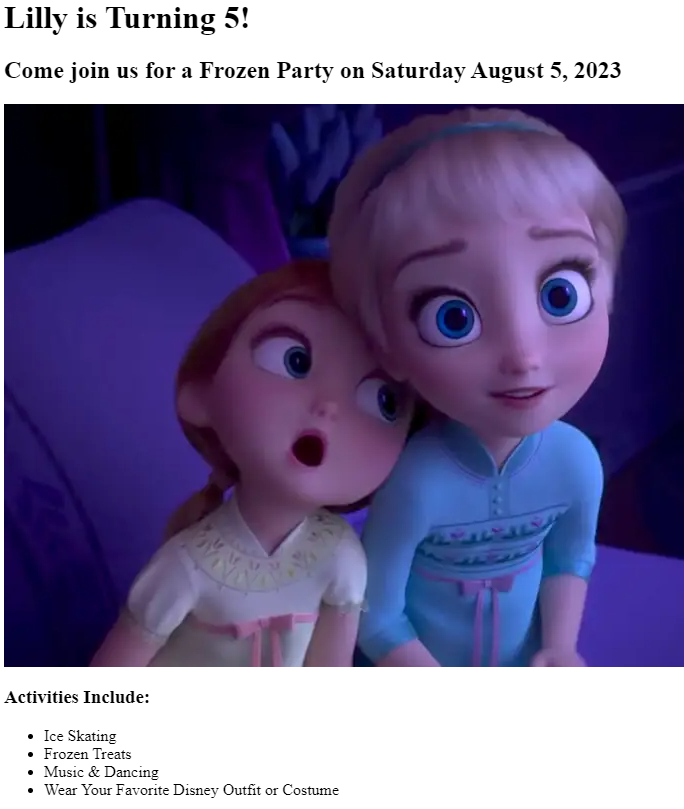 Lilly is Turning 5!
Come join us for a Frozen Party on Saturday August 5, 2023
Activities Include:
Ice Skating
Frozen Treats
Music & Dancing
Wear Your Favorite Disney Outfit or Costume